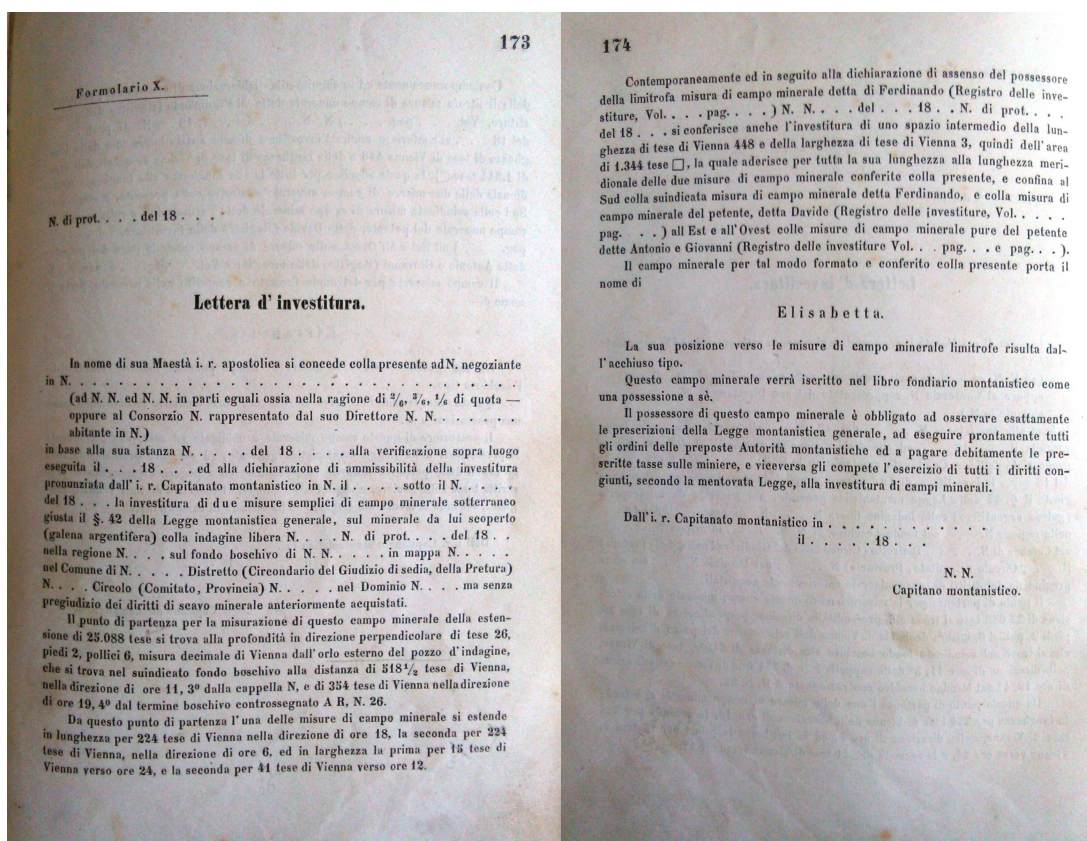 173
Formolario X.
N. di prot. . . . del 18 . . . .
Lettera d' investitura.
In nome di sua Maestà i. r. apostolica si concede colla presente ad N. negoziante
in N. . . . . . . . . . . . . . . . . . . . . . . . . . . . . .
(ad N. N. ed N. N. in parti eguali ossia nella ragione di ²/₆, ³/₆, ¹/₆ di quota —
oppure al Consorzio N. rappresentato dal suo Direttore N. N. . . . . . .
abitante in N.)
in base alla sua istanza N. . . . . del 18 . . . . alla verificazione sopra luogo
eseguita il . . . 18 . . . ed alla dichiarazione di ammissibilità della investitura
pronunziata dall' i. r. Capitanato montanistico in N. il . . . . sotto il N. . . . .
del 18 . . . la investitura di due misure semplici di campo minerale sotterraneo
giusta il §. 42 della Legge montanistica generale, sul minerale da lui scoperto
(galena argentifera) colla indagine libera N. . . . N. di prot. . . . del 18 . .
nella regione N. . . . sul fondo boschivo di N. N. . . . . in mappa N. . . . .
nel Comune di N. . . . . Distretto (Circondario del Giudizio di sedia, della Pretura)
N. . . . Circolo (Comitato, Provincia) N. . . . . nel Dominio N. . . . ma senza
pregiudizio dei diritti di scavo minerale anteriormente acquistati.
Il punto di partenza per la misurazione di questo campo minerale della esten-
sione di 25.088 tese si trova alla profondità in direzione perpendicolare di tese 26,
piedi 2, pollici 6, misura decimale di Vienna dall' orlo esterno del pozzo d' indagine,
che si trova nel suindicato fondo boschivo alla distanza di 518¹/₂ tese di Vienna,
nella direzione di ore 11, 3⁰ dalla cappella N, e di 354 tese di Vienna nella direzione
di ore 19, 4⁰ dal termine boschivo controssegnato A R, N. 26.
Da questo punto di partenza l' una delle misure di campo minerale si estende
in lunghezza per 224 tese di Vienna nella direzione di ore 18, la seconda per 224
tese di Vienna, nella direzione di ore 6, ed in larghezza la prima per 15 tese di
Vienna verso ore 24, e la seconda per 41 tese di Vienna verso ore 12.
174
Contemporaneamente ed in seguito alla dichiarazione di assenso del possessore
della limitrofa misura di campo minerale detta di Ferdinando (Registro delle inve-
stiture, Vol. . . . pag. . . . ) N. N. . . . del . . . 18 . . N. di prot. . . .
del 18 . . . si conferisce anche l'investitura di uno spazio intermedio della lun-
ghezza di tese di Vienna 448 e della larghezza di tese di Vienna 3, quindi dell' area
di 1.344 tese □, la quale aderisce per tutta la sua lunghezza alla lunghezza meri-
dionale delle due misure di campo minerale conferite colla presente, e confina al
Sud colla suindicata misura di campo minerale detta Ferdinando, e colla misura di
campo minerale del petente, detta Davide (Registro delle investiture, Vol. . . . .
pag. . . . ) all Est e all' Ovest colle misure di campo minerale pure del petente
dette Antonio e Giovanni (Registro delle investiture Vol. . . pag. . . e pag. . . ).
Il campo minerale per tal modo formato e conferito colla presente porta il
nome di
Elisabetta.
La sua posizione verso le misure di campo minerale limitrofe risulta dal-
l' acchiuso tipo.
Questo campo minerale verrà iscritto nel libro fondiario montanistico come
una possessione a sè.
Il possessore di questo campo minerale è obbligato ad osservare esattamente
le prescrizioni della Legge montanistica generale, ad eseguire prontamente tutti
gli ordini delle preposte Autorità montanistiche ed a pagare debitamente le pre-
scritte tasse sulle miniere, e viceversa gli compete l'esercizio di tutti i diritti con-
giunti, secondo la mentovata Legge, alla investitura di campi minerali.
Dall' i. r. Capitanato montanistico in . . . . . . . . . .
il . . . . . 18 . . .
N. N.
Capitano montanistico.